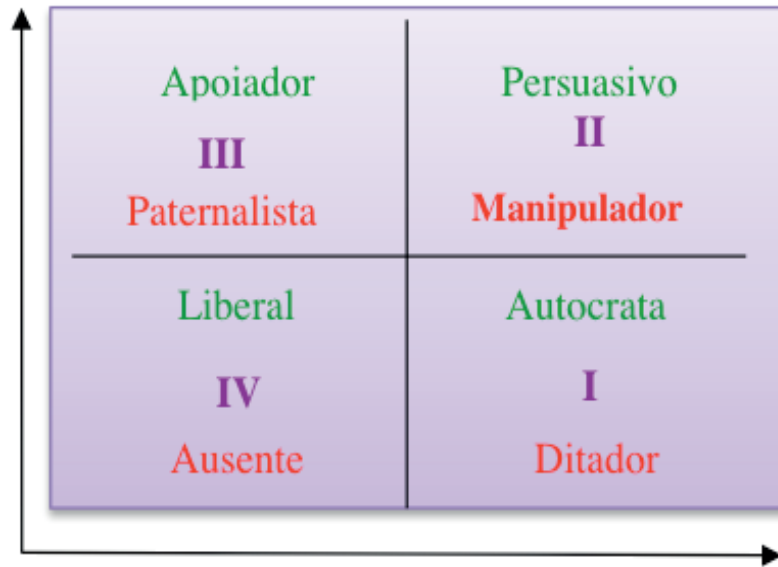 Apoiador
III
Paternalista
Persuasivo
II
Manipulador
Liberal
IV
Ausente
Autocrata
I
Ditador